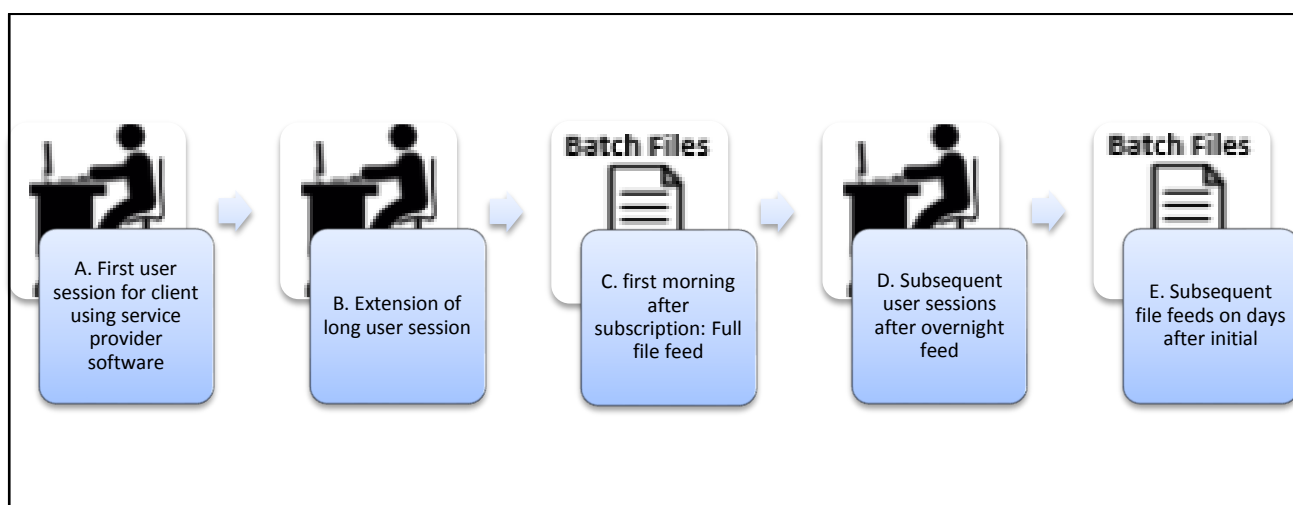 A. First user
session for client
using service
provider
software
B. Extension of
long user session
Batch Files
C. first morning
after
subscription: Full
file feed
D. Subsequent
user sessions
after overnight
feed
Batch Files
E. Subsequent
file feeds on days
after initial